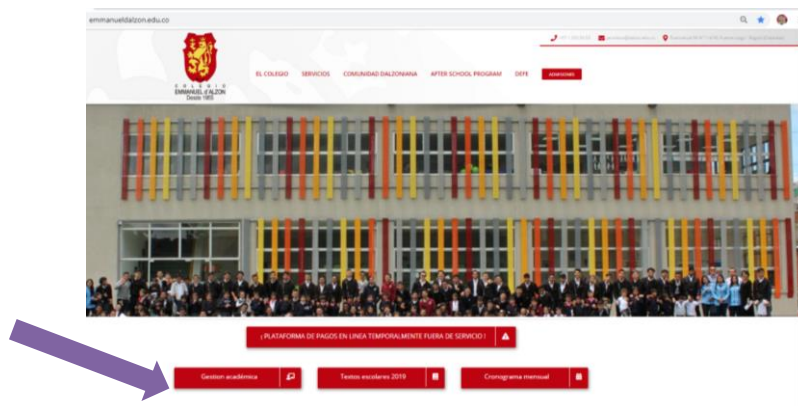 emmanueldalzon.edu.co
COLEGIO
EMMANUEL d'ALZON
Desde 1955
EL COLEGIO SERVICIOS COMUNIDAD DALZONIANA AFTER SCHOOL PROGRAM DEFE ADMISIONES
¡ PLATAFORMA DE PAGOS EN LINEA TEMPORALMENTE FUERA DE SERVICIO !
Gestion académica Textos escolares 2019 Cronograma mensual